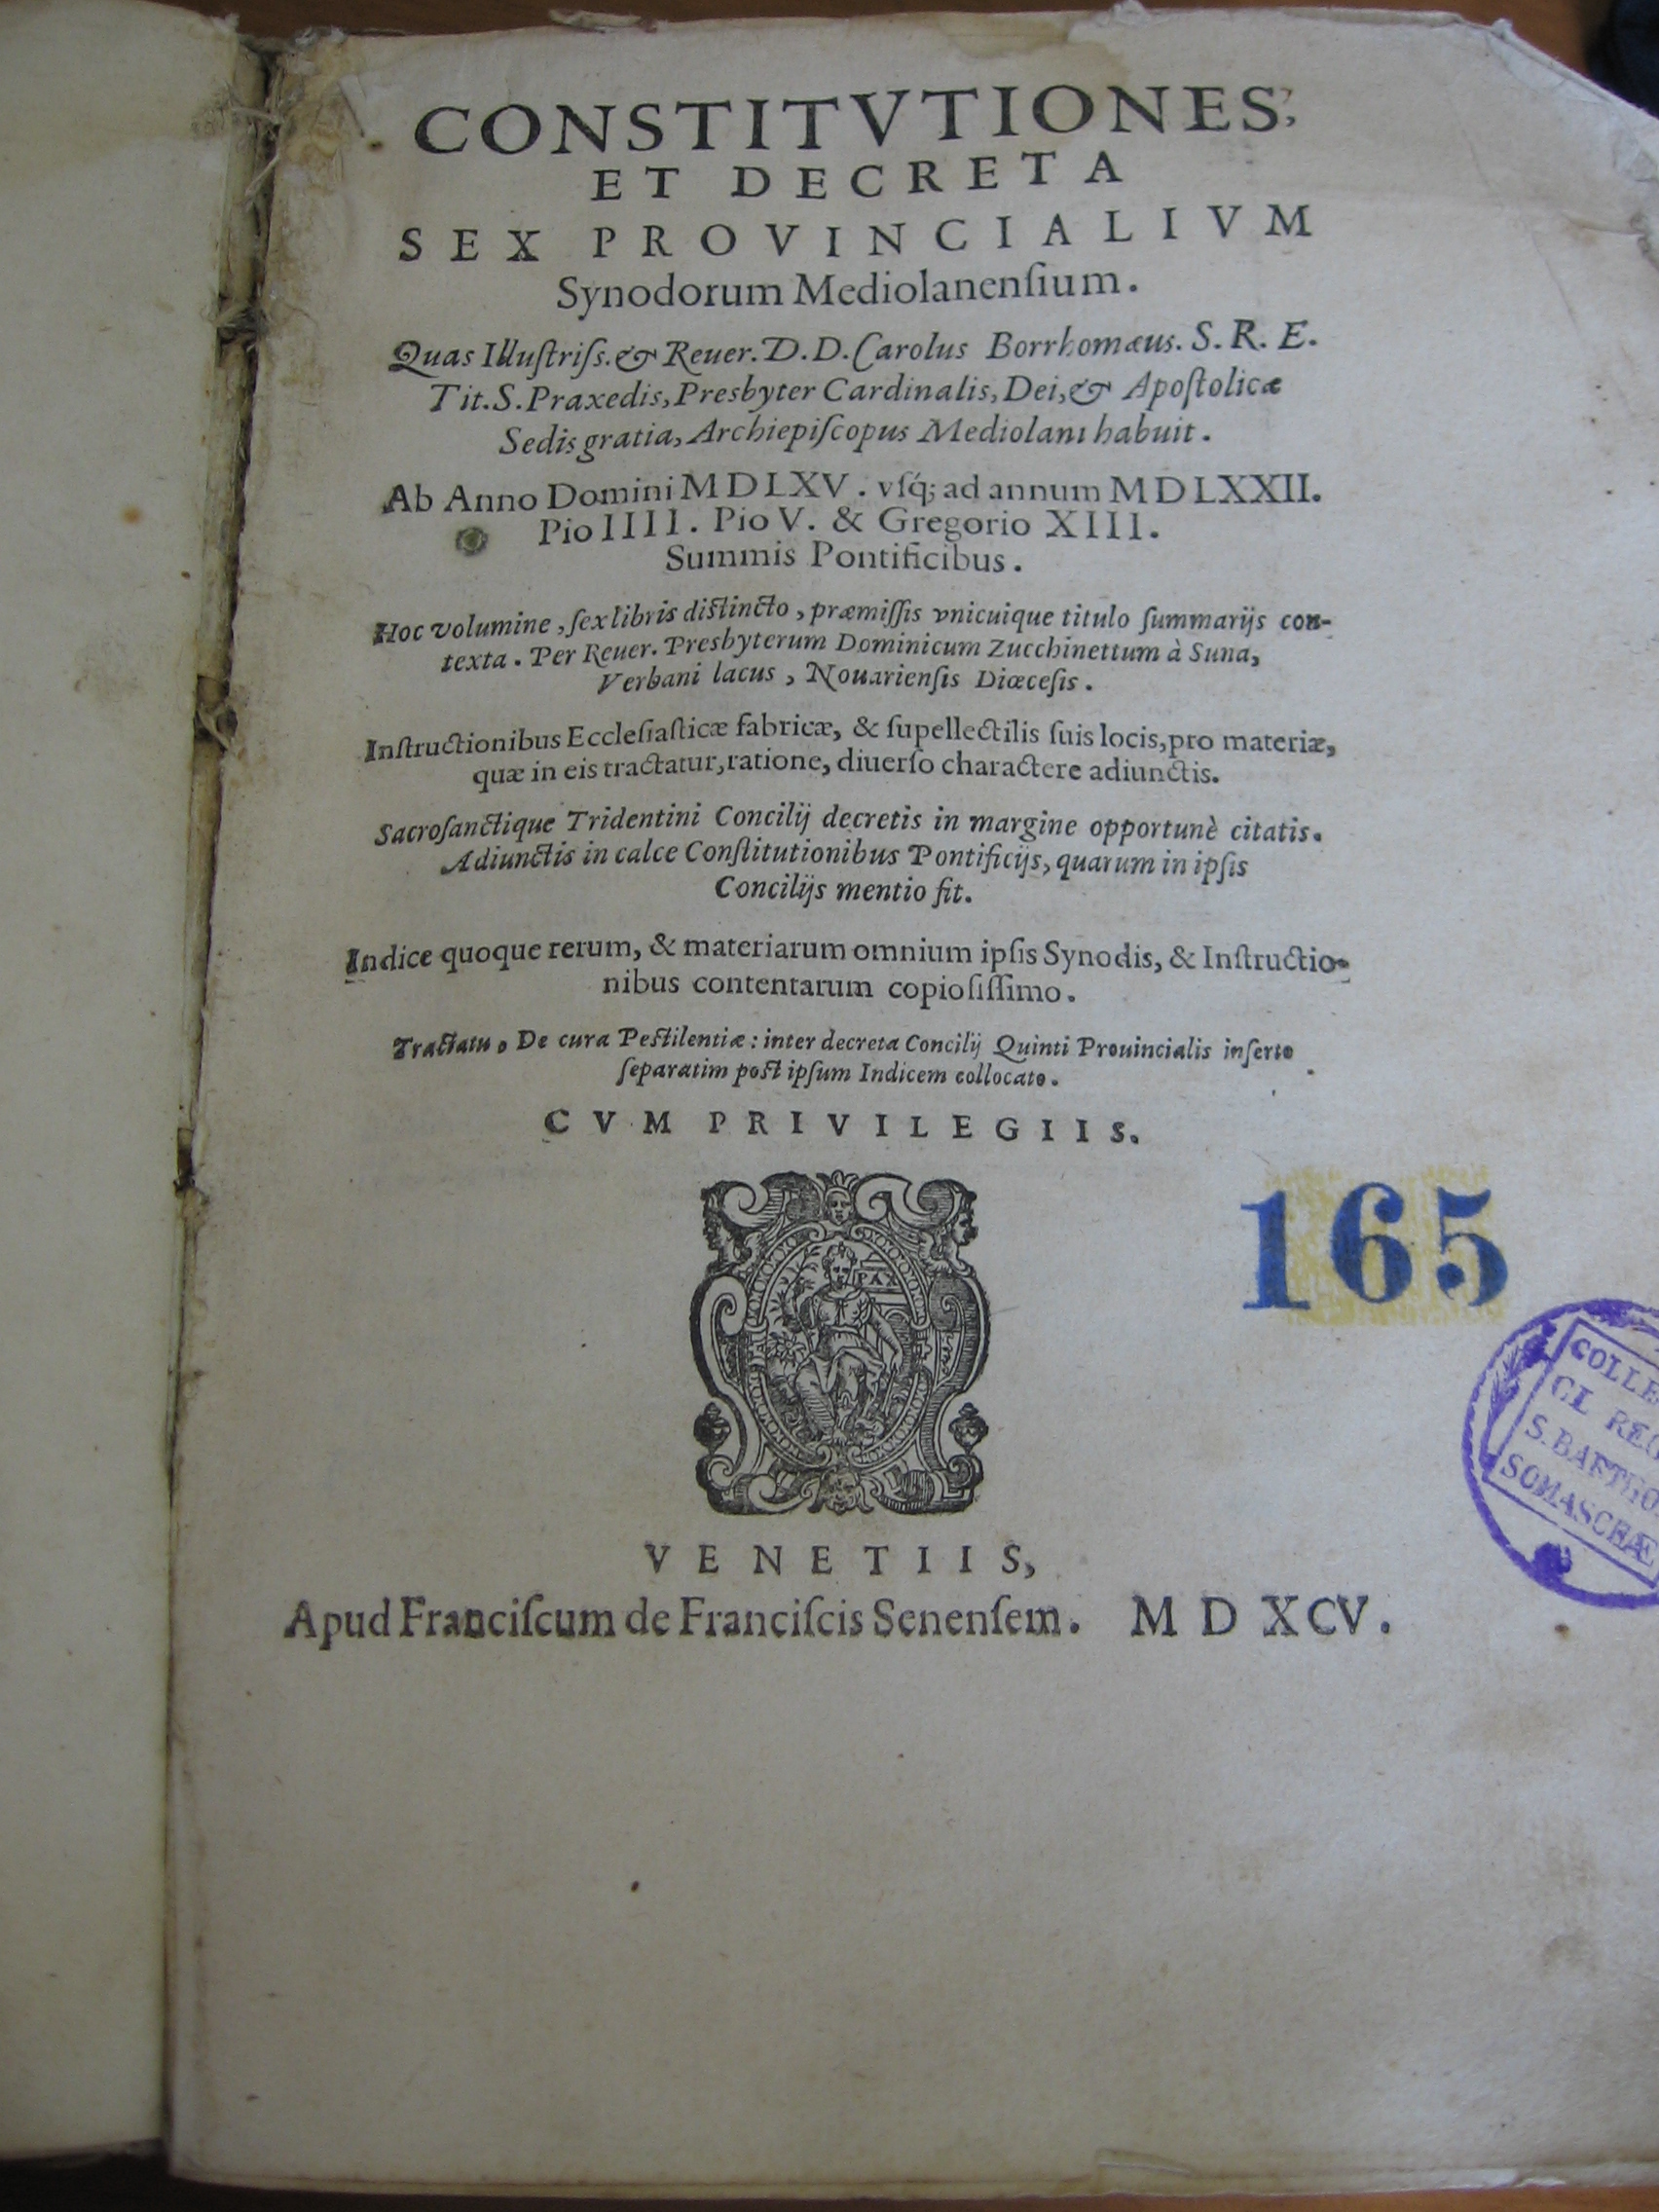 CONSTITVTIONES,
ET DECRETA
SEX PROVINCIALIVM
Synodorum Mediolanenſium.
Quas Illuſtriſs. & Reuer. D. D. Carolus Borrhomæus. S. R. E.
Tit. S. Praxedis, Presbyter Cardinalis, Dei, & Apoſtolicæ
Sedis gratia, Archiepiſcopus Mediolani habuit.
Ab Anno Domini MDLXV. vſq́; ad annum MDLXXII.
Pio IIII. Pio V. & Gregorio XIII.
Summis Pontificibus.
Hoc volumine, ſex libris diſtincto, præmiſſis vnicuique titulo ſummarijs con-
texta. Per Reuer. Presbyterum Dominicum Zucchinettum à Suna,
Verbani lacus, Nouarienſis Diœceſis.
Inſtructionibus Eccleſiaſticæ fabricæ, & ſupellectilis ſuis locis, pro materiæ,
quæ in eis tractatur, ratione, diuerſo charactere adiunctis.
Sacroſanctique Tridentini Concilij decretis in margine opportunè citatis.
Adiunctis in calce Conſtitutionibus Pontificijs, quarum in ipſis
Concilijs mentio fit.
Indice quoque rerum, & materiarum omnium ipſis Synodis, & Inſtructio-
nibus contentarum copioſiſſimo.
Tractatu. De cura Peſtilentiæ: inter decreta Concilij Quinti Prouincialis inſerto
ſeparatim poſt ipſum Indicem collocato.
CVM PRIVILEGIIS.
PAX
165
COLLE
CL REG
S. BARTHO
SOMASCHÆ
VENETIIS,
Apud Franciſcum de Franciſcis Senenſem. MDXCV.